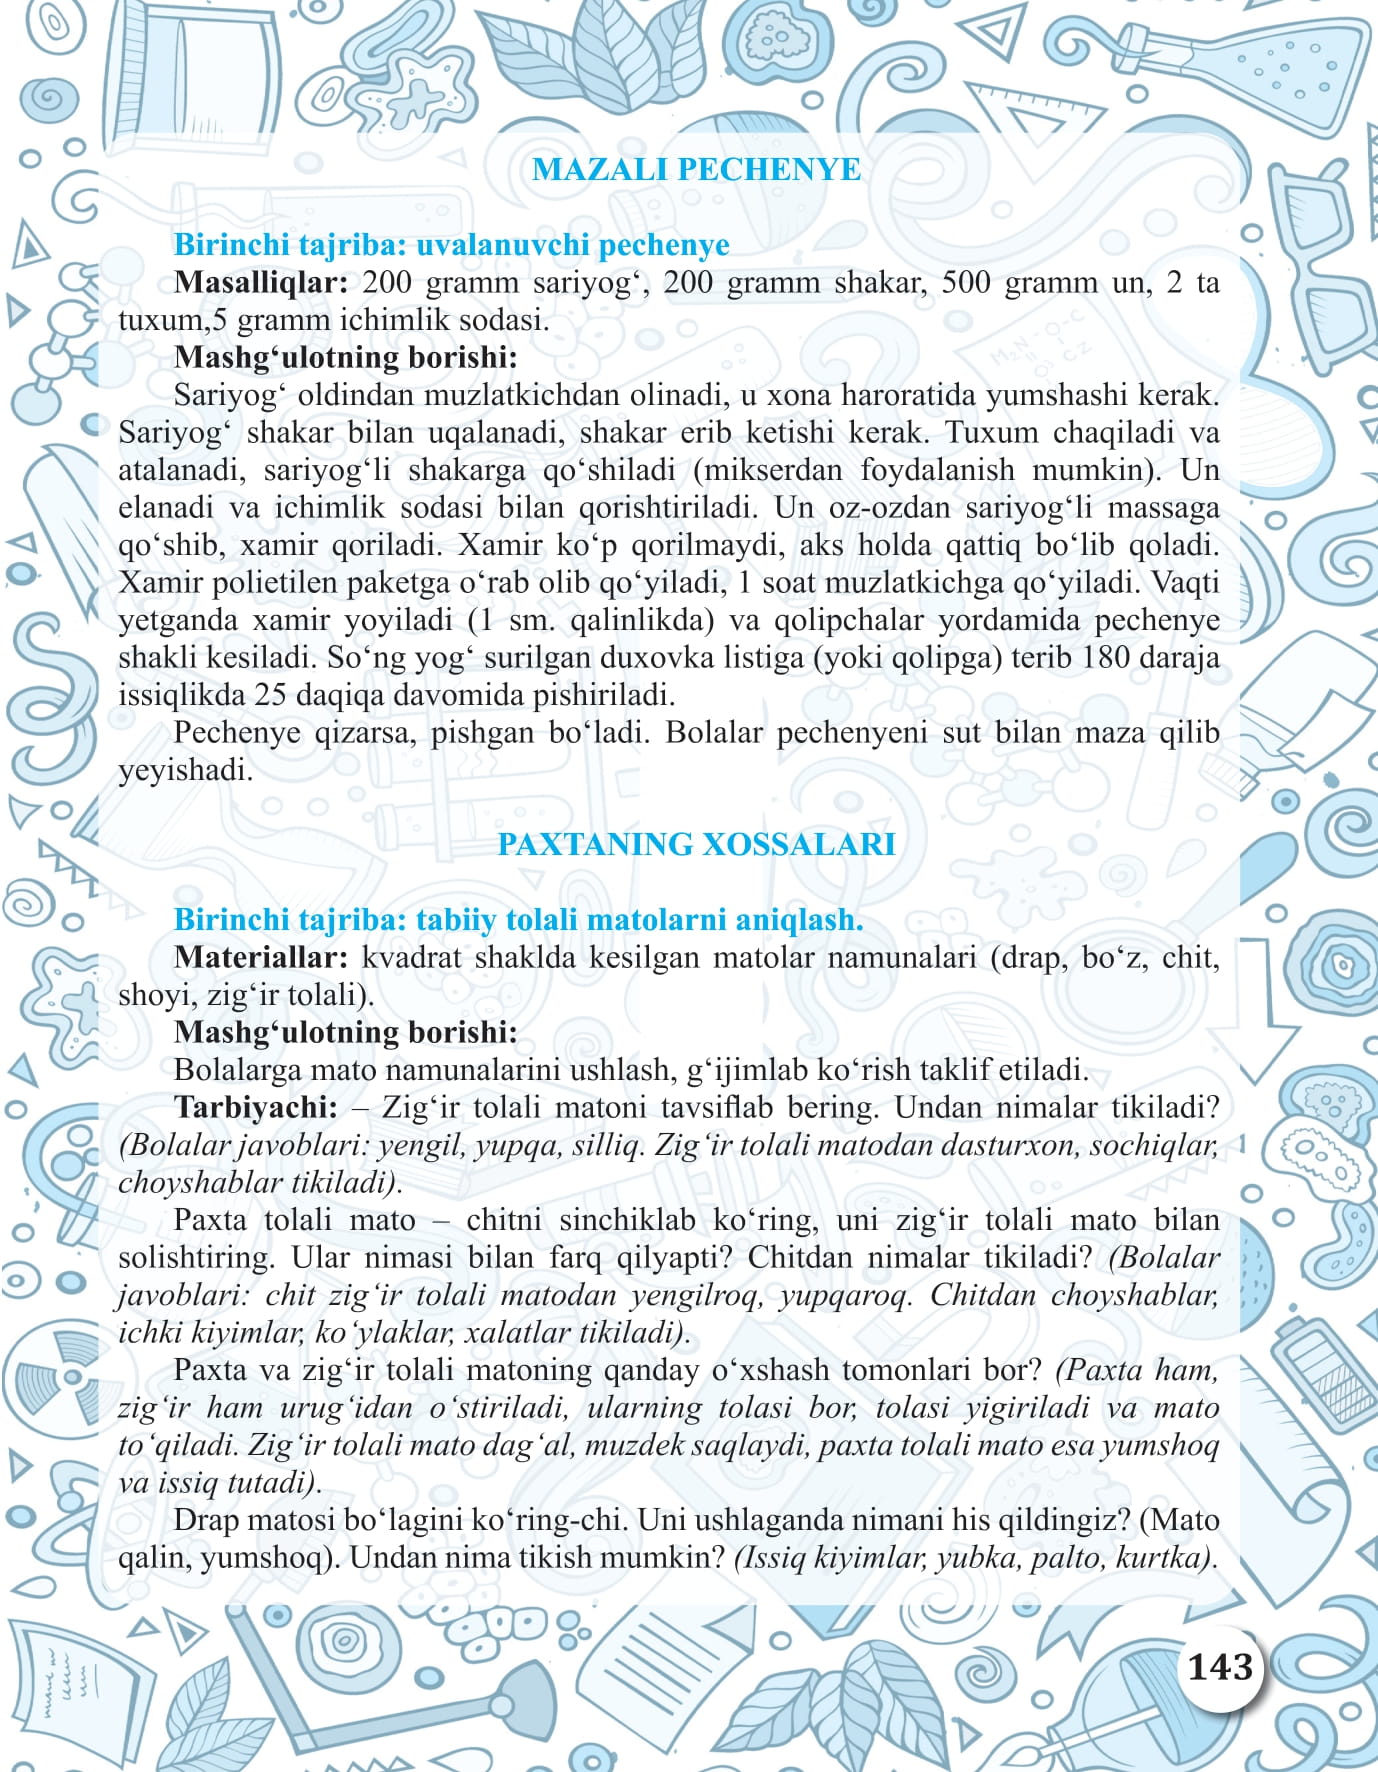 MAZALI PECHENYE
Birinchi tajriba: uvalanuvchi pechenye
Masalliqlar: 200 gramm sariyog‘, 200 gramm shakar, 500 gramm un, 2 ta
tuxum,5 gramm ichimlik sodasi.
Mashg‘ulotning borishi:
Sariyog‘ oldindan muzlatkichdan olinadi, u xona haroratida yumshashi kerak.
Sariyog‘ shakar bilan uqalanadi, shakar erib ketishi kerak. Tuxum chaqiladi va
atalanadi, sariyog‘li shakarga qo‘shiladi (mikserdan foydalanish mumkin). Un
elanadi va ichimlik sodasi bilan qorishtiriladi. Un oz-ozdan sariyog‘li massaga
qo‘shib, xamir qoriladi. Xamir ko‘p qorilmaydi, aks holda qattiq bo‘lib qoladi.
Xamir polietilen paketga o‘rab olib qo‘yiladi, 1 soat muzlatkichga qo‘yiladi. Vaqti
yetganda xamir yoyiladi (1 sm. qalinlikda) va qolipchalar yordamida pechenye
shakli kesiladi. So‘ng yog‘ surilgan duxovka listiga (yoki qolipga) terib 180 daraja
issiqlikda 25 daqiqa davomida pishiriladi.
Pechenye qizarsa, pishgan bo‘ladi. Bolalar pechenyeni sut bilan maza qilib
yeyishadi.
PAXTANING XOSSALARI
Birinchi tajriba: tabiiy tolali matolarni aniqlash.
Materiallar: kvadrat shaklda kesilgan matolar namunalari (drap, bo‘z, chit,
shoyi, zig‘ir tolali).
Mashg‘ulotning borishi:
Bolalarga mato namunalarini ushlash, g‘ijimlab ko‘rish taklif etiladi.
Tarbiyachi: – Zig‘ir tolali matoni tavsiflab bering. Undan nimalar tikiladi?
(Bolalar javoblari: yengil, yupqa, silliq. Zig‘ir tolali matodan dasturxon, sochiqlar,
choyshablar tikiladi).
Paxta tolali mato – chitni sinchiklab ko‘ring, uni zig‘ir tolali mato bilan
solishtiring. Ular nimasi bilan farq qilyapti? Chitdan nimalar tikiladi? (Bolalar
javoblari: chit zig‘ir tolali matodan yengilroq, yupqaroq. Chitdan choyshablar,
ichki kiyimlar, ko‘ylaklar, xalatlar tikiladi).
Paxta va zig‘ir tolali matoning qanday o‘xshash tomonlari bor? (Paxta ham,
zig‘ir ham urug‘idan o‘stiriladi, ularning tolasi bor, tolasi yigiriladi va mato
to‘qiladi. Zig‘ir tolali mato dag‘al, muzdek saqlaydi, paxta tolali mato esa yumshoq
va issiq tutadi).
Drap matosi bo‘lagini ko‘ring-chi. Uni ushlaganda nimani his qildingiz? (Mato
qalin, yumshoq). Undan nima tikish mumkin? (Issiq kiyimlar, yubka, palto, kurtka).
143